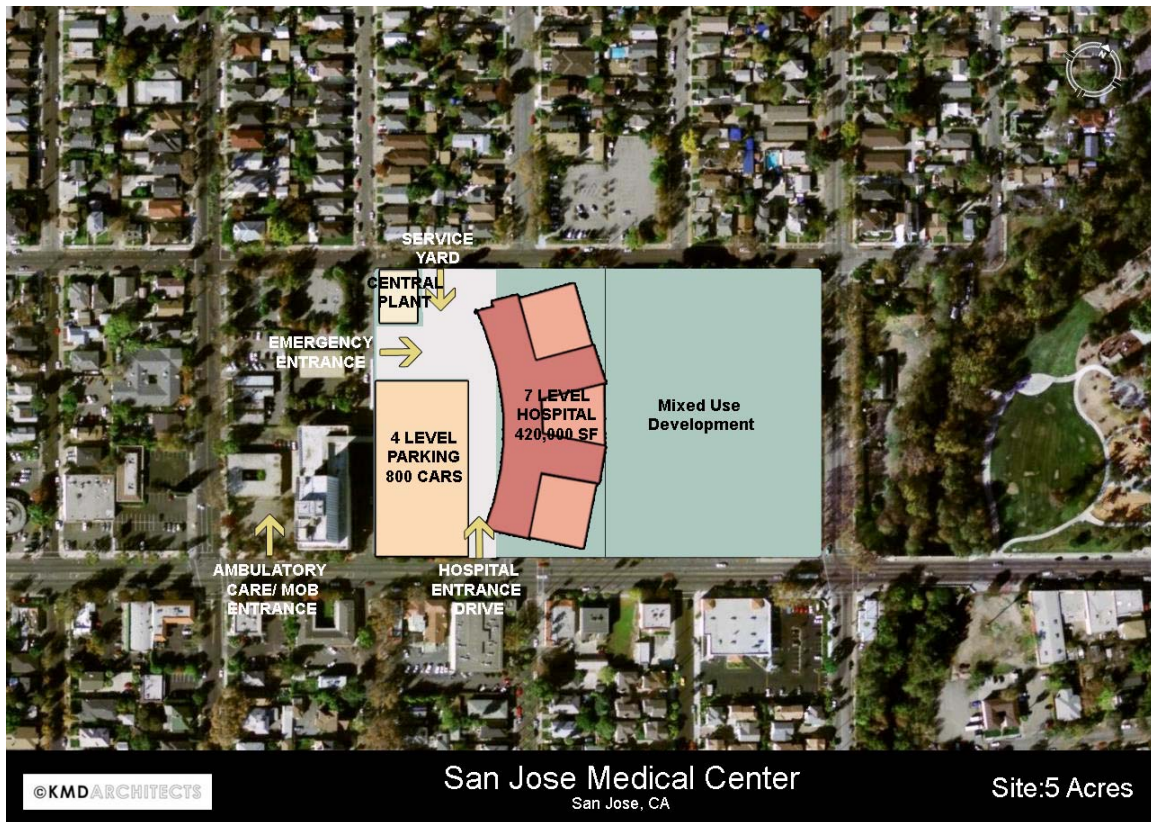 N
SERVICE
YARD
CENTRAL
PLANT
EMERGENCY
ENTRANCE
7 LEVEL
HOSPITAL
420,000 SF
Mixed Use
Development
4 LEVEL
PARKING
800 CARS
AMBULATORY
CARE/ MOB
ENTRANCE
HOSPITAL
ENTRANCE
DRIVE
©KMDARCHITECTS
San Jose Medical Center
San Jose, CA
Site:5 Acres